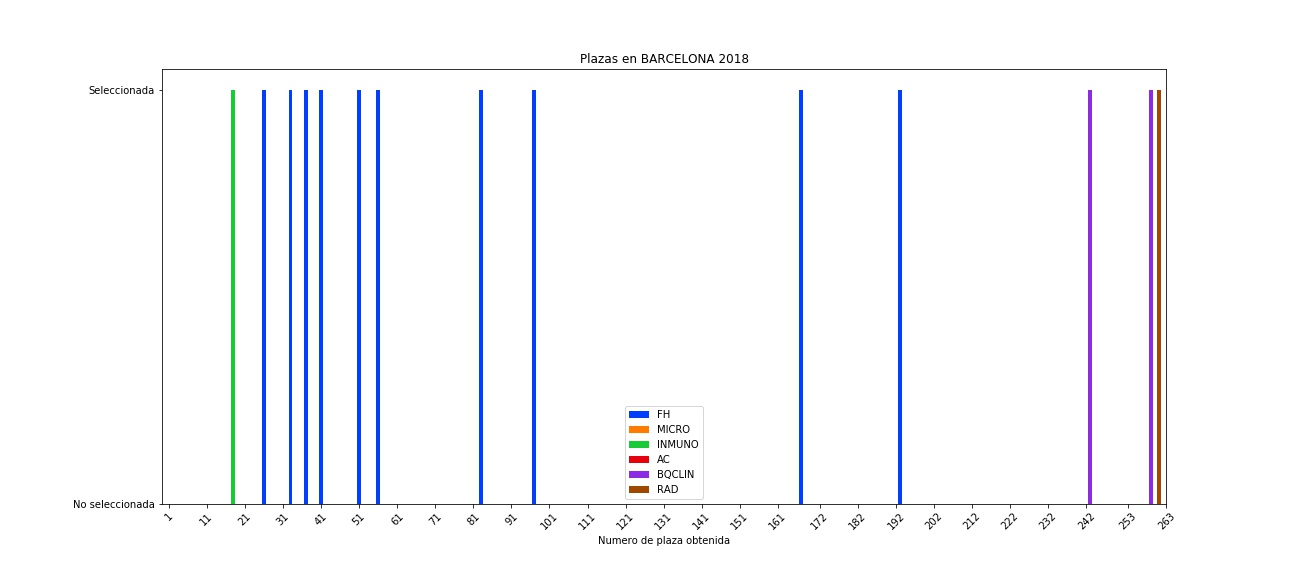 Plazas en BARCELONA 2018
Seleccionada
No seleccionada
FH
MICRO
INMUNO
AC
BQCLIN
RAD
1 11 21 31 41 51 61 71 81 91 101 111 121 131 141 151 161 172 182 192 202 212 222 232 242 253 263
Numero de plaza obtenida